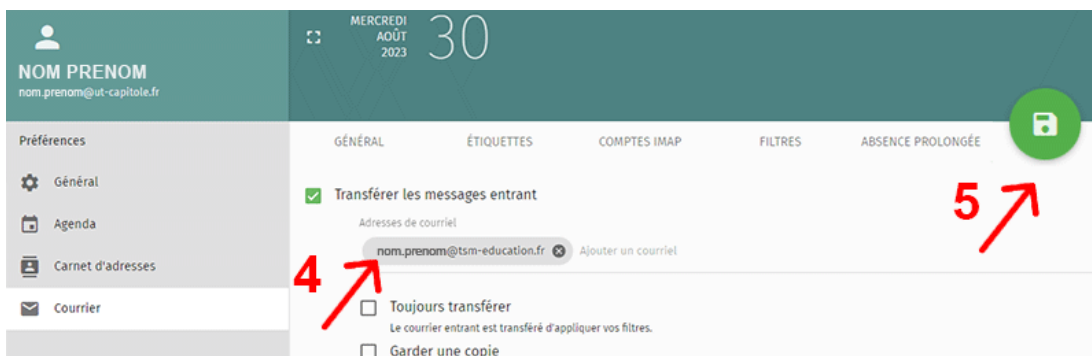 NOM PRENOM
nom.prenom@ut-capitole.fr
MERCREDI
AOÛT
2023
30
Préférences
Général
Agenda
Carnet d'adresses
Courrier
GÉNÉRAL ÉTIQUETTES COMPTES IMAP FILTRES ABSENCE PROLONGÉE
Transférer les messages entrant
Adresses de courriel
nom.prenom@tsm-education.fr Ajouter un courriel
4
5
Toujours transférer
Le courrier entrant est transféré d'appliquer vos filtres.
Garder une copie